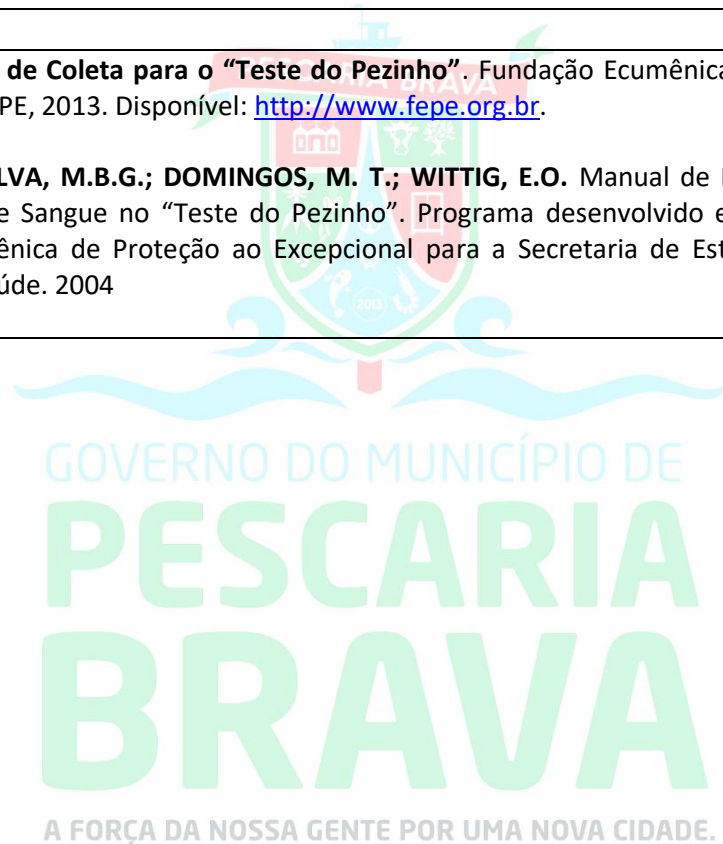 de Coleta para o “Teste do Pezinho”. Fundação Ecumênica
PE, 2013. Disponível: http://www.fepe.org.br.
LVA, M.B.G.; DOMINGOS, M. T.; WITTIG, E.O. Manual de
e Sangue no “Teste do Pezinho”. Programa desenvolvido e
ênica de Proteção ao Excepcional para a Secretaria de Est
úde. 2004
2013
GOVERNO DO MUNICÍPIO DE
PESCARIA
BRAVA
A FORÇA DA NOSSA GENTE POR UMA NOVA CIDADE.